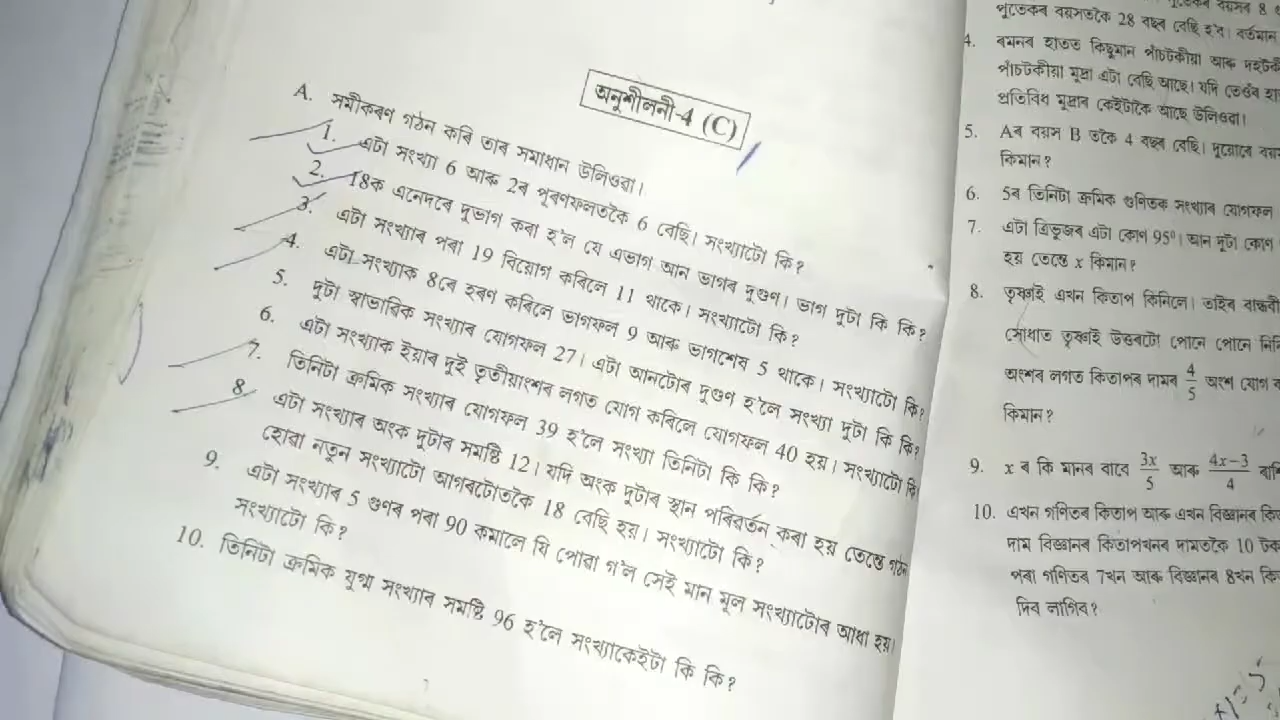 অনুশীলনী-4 (C)
A. সমীকৰণ গঠন কৰি তাৰ সমাধান উলিওৱা।
1. এটা সংখ্যা 6 আৰু 2ৰ পূৰণফলতকৈ 6 বেছি। সংখ্যাটো কি?
2. 18ক এনেদৰে দুভাগ কৰা হ'ল যে এভাগ আন ভাগৰ দুগুণ। ভাগ দুটা কি কি?
3. এটা সংখ্যাৰ পৰা 19 বিয়োগ কৰিলে 11 থাকে। সংখ্যাটো কি?
4. এটা সংখ্যাক 8ৰে হৰণ কৰিলে ভাগফল 9 আৰু ভাগশেষ 5 থাকে। সংখ্যাটো কি?
5. দুটা স্বাভাৱিক সংখ্যাৰ যোগফল 27। এটা আনটোৰ দুগুণ হ'লে সংখ্যা দুটা কি কি?
6. এটা সংখ্যাক ইয়াৰ দুই তৃতীয়াংশৰ লগত যোগ কৰিলে যোগফল 40 হয়। সংখ্যাটো কি
7. তিনিটা ক্ৰমিক সংখ্যাৰ যোগফল 39 হ'লে সংখ্যা তিনিটা কি কি?
8. এটা সংখ্যাৰ অংক দুটাৰ সমষ্টি 12। যদি অংক দুটাৰ স্থান পৰিৱৰ্তন কৰা হয় তেন্তে গঠন
হোৱা নতুন সংখ্যাটো আগৰটোতকৈ 18 বেছি হয়। সংখ্যাটো কি?
9. এটা সংখ্যাৰ 5 গুণৰ পৰা 90 কমালে যি পোৱা গ'ল সেই মান মূল সংখ্যাটোৰ আধা হয়।
সংখ্যাটো কি?
10. তিনিটা ক্ৰমিক যুগ্ম সংখ্যাৰ সমষ্টি 96 হ'লে সংখ্যাকেইটা কি কি?
পুতেকৰ বয়সৰ 8
পুতেকৰ বয়সতকৈ 28 বছৰ বেছি হ'ব। বৰ্তমান
4. ৰমনৰ হাতত কিছুমান পাঁচটকীয়া আৰু দহটকী
পাঁচটকীয়া মুদ্ৰা এটা বেছি আছে। যদি তেওঁৰ হা
প্ৰতিবিধ মুদ্ৰাৰ কেইটাকৈ আছে উলিওৱা।
5. Aৰ বয়স B তকৈ 4 বছৰ বেছি। দুয়োৰে বয়
কিমান?
6. 5ৰ তিনিটা ক্ৰমিক গুণিতক সংখ্যাৰ যোগফল
7. এটা ত্ৰিভুজৰ এটা কোণ 95°। আন দুটা কোণ
হয় তেন্তে x কিমান?
8. তৃষ্ণাই এখন কিতাপ কিনিলে। তাইৰ বান্ধৱী
সোধাত তৃষ্ণাই উত্তৰটো পোনে পোনে নিদি
অংশৰ লগত কিতাপৰ দামৰ 4/5 অংশ যোগ ক
কিমান?
9. x ৰ কি মানৰ বাবে 3x/5 আৰু 4x−3/4 ৰাশি
10. এখন গণিতৰ কিতাপ আৰু এখন বিজ্ঞানৰ কি
দাম বিজ্ঞানৰ কিতাপখনৰ দামতকৈ 10 টকা
পৰা গণিতৰ 7খন আৰু বিজ্ঞানৰ 8খন কি
দিব লাগিব?